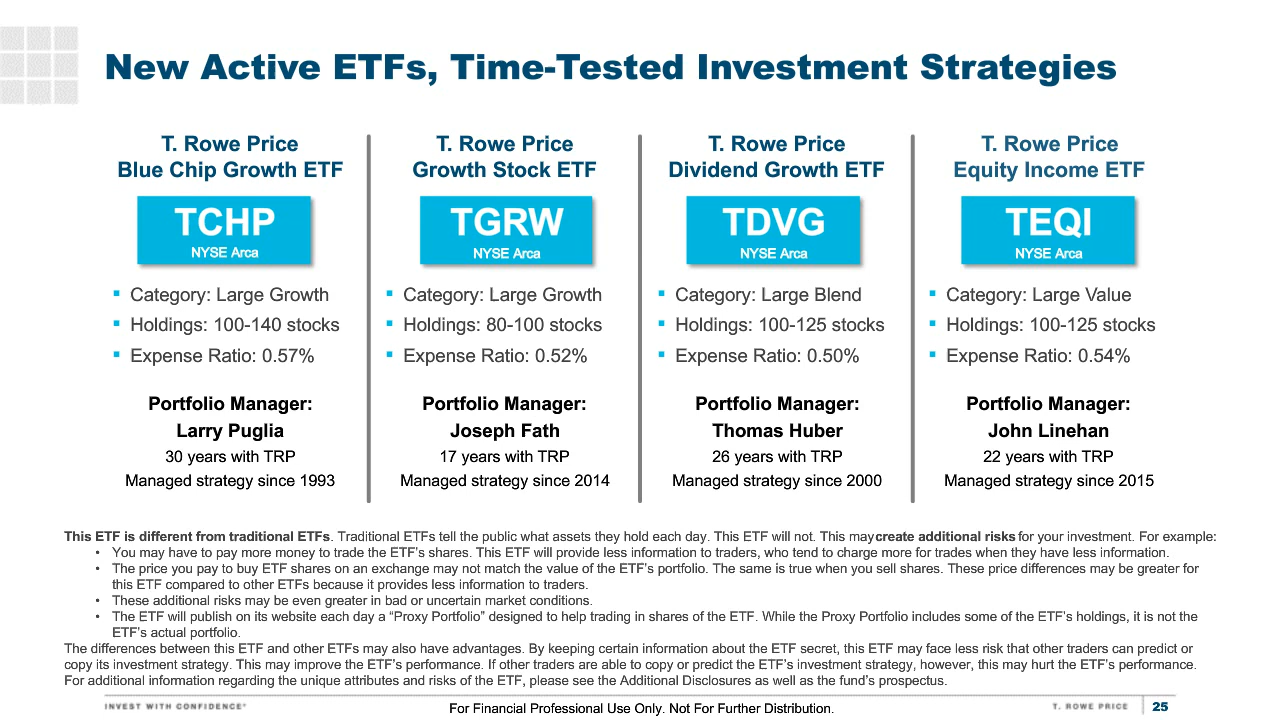 New Active ETFs, Time-Tested Investment Strategies
T. Rowe Price
Blue Chip Growth ETF
TCHP
NYSE Arca
▪ Category: Large Growth
▪ Holdings: 100-140 stocks
▪ Expense Ratio: 0.57%
Portfolio Manager:
Larry Puglia
30 years with TRP
Managed strategy since 1993
T. Rowe Price
Growth Stock ETF
TGRW
NYSE Arca
▪ Category: Large Growth
▪ Holdings: 80-100 stocks
▪ Expense Ratio: 0.52%
Portfolio Manager:
Joseph Fath
17 years with TRP
Managed strategy since 2014
T. Rowe Price
Dividend Growth ETF
TDVG
NYSE Arca
▪ Category: Large Blend
▪ Holdings: 100-125 stocks
▪ Expense Ratio: 0.50%
Portfolio Manager:
Thomas Huber
26 years with TRP
Managed strategy since 2000
T. Rowe Price
Equity Income ETF
TEQI
NYSE Arca
▪ Category: Large Value
▪ Holdings: 100-125 stocks
▪ Expense Ratio: 0.54%
Portfolio Manager:
John Linehan
22 years with TRP
Managed strategy since 2015
This ETF is different from traditional ETFs. Traditional ETFs tell the public what assets they hold each day. This ETF will not. This may create additional risks for your investment. For example:
• You may have to pay more money to trade the ETF's shares. This ETF will provide less information to traders, who tend to charge more for trades when they have less information.
• The price you pay to buy ETF shares on an exchange may not match the value of the ETF's portfolio. The same is true when you sell shares. These price differences may be greater for
this ETF compared to other ETFs because it provides less information to traders.
• These additional risks may be even greater in bad or uncertain market conditions.
• The ETF will publish on its website each day a “Proxy Portfolio” designed to help trading in shares of the ETF. While the Proxy Portfolio includes some of the ETF's holdings, it is not the
ETF's actual portfolio.
The differences between this ETF and other ETFs may also have advantages. By keeping certain information about the ETF secret, this ETF may face less risk that other traders can predict or
copy its investment strategy. This may improve the ETF's performance. If other traders are able to copy or predict the ETF's investment strategy, however, this may hurt the ETF's performance.
For additional information regarding the unique attributes and risks of the ETF, please see the Additional Disclosures as well as the fund's prospectus.
INVEST WITH CONFIDENCE®
For Financial Professional Use Only. Not For Further Distribution.
T. ROWE PRICE
25